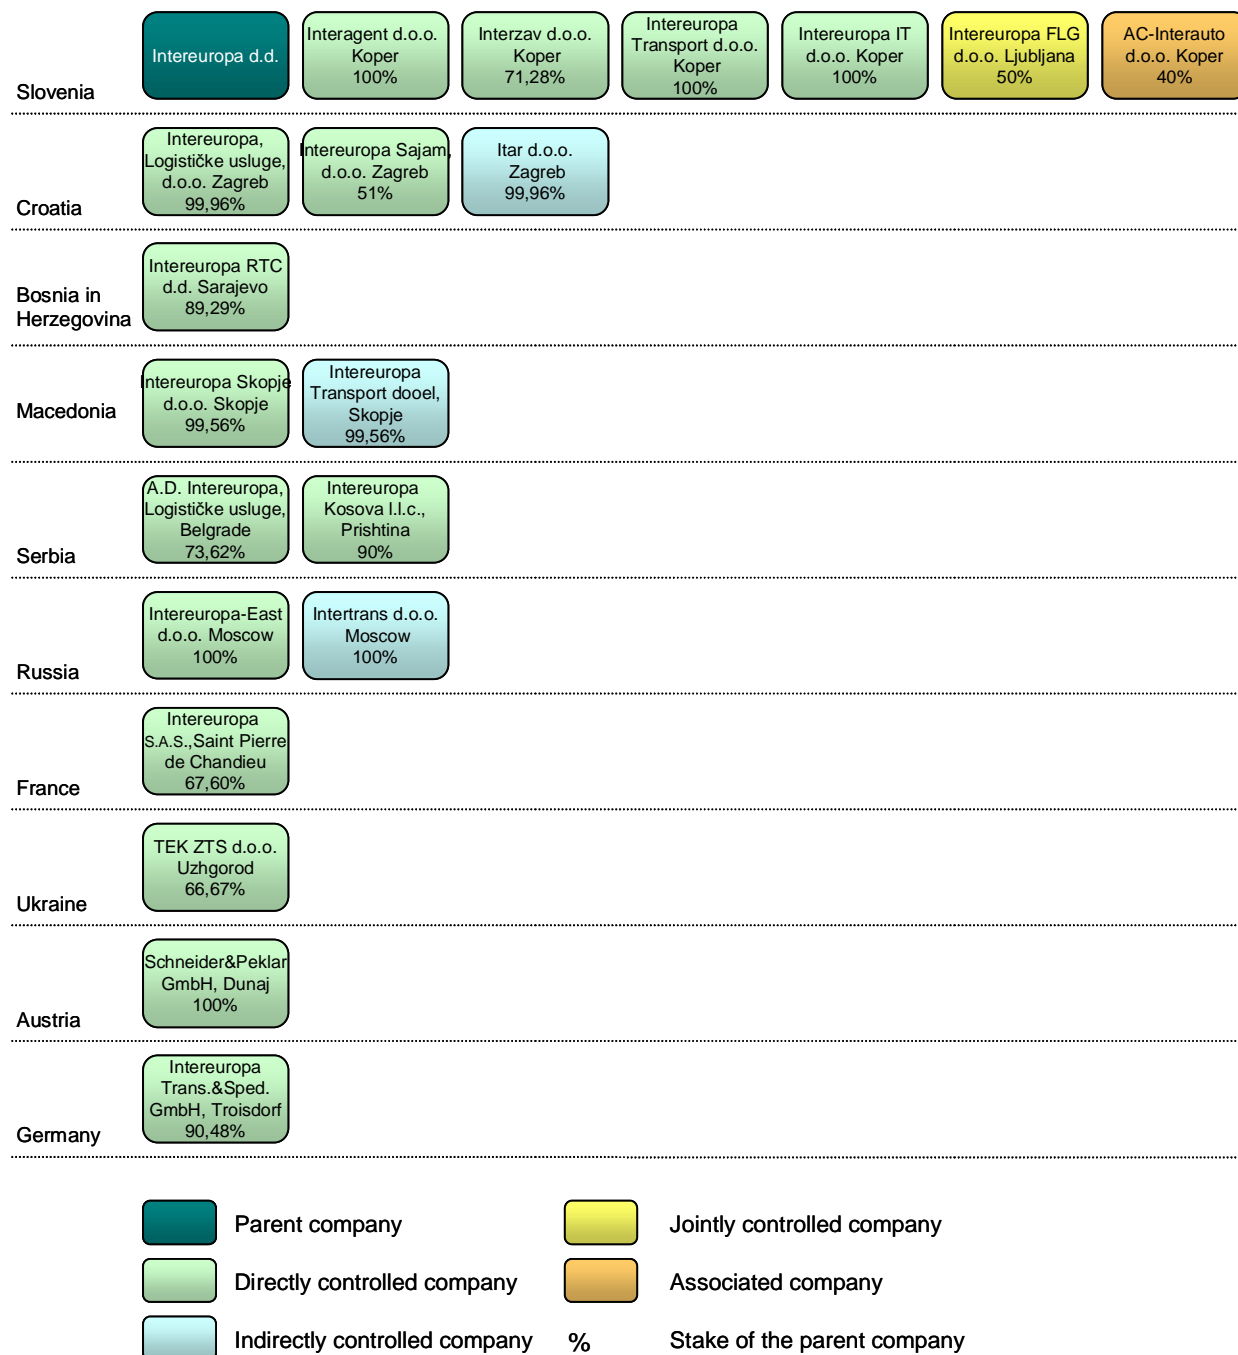 Slovenia
Intereuropa d.d.
Interagent d.o.o.
Koper
100%
Interzav d.o.o.
Koper
71,28%
Intereuropa
Transport d.o.o.
Koper
100%
Intereuropa IT
d.o.o. Koper
100%
Intereuropa FLG
d.o.o. Ljubljana
50%
AC-Interauto
d.o.o. Koper
40%
Croatia
Intereuropa,
Logističke usluge,
d.o.o. Zagreb
99,96%
Intereuropa Sajam,
d.o.o. Zagreb
51%
Itar d.o.o.
Zagreb
99,96%
Bosnia in
Herzegovina
Intereuropa RTC
d.d. Sarajevo
89,29%
Macedonia
Intereuropa Skopje
d.o.o. Skopje
99,56%
Intereuropa
Transport dooel,
Skopje
99,56%
Serbia
A.D. Intereuropa,
Logističke usluge,
Belgrade
73,62%
Intereuropa
Kosova l.l.c.,
Prishtina
90%
Russia
Intereuropa-East
d.o.o. Moscow
100%
Intertrans d.o.o.
Moscow
100%
France
Intereuropa
S.A.S.,Saint Pierre
de Chandieu
67,60%
Ukraine
TEK ZTS d.o.o.
Uzhgorod
66,67%
Austria
Schneider&Peklar
GmbH, Dunaj
100%
Germany
Intereuropa
Trans.&Sped.
GmbH, Troisdorf
90,48%
Parent company
Jointly controlled company
Directly controlled company
Associated company
Indirectly controlled company
% Stake of the parent company